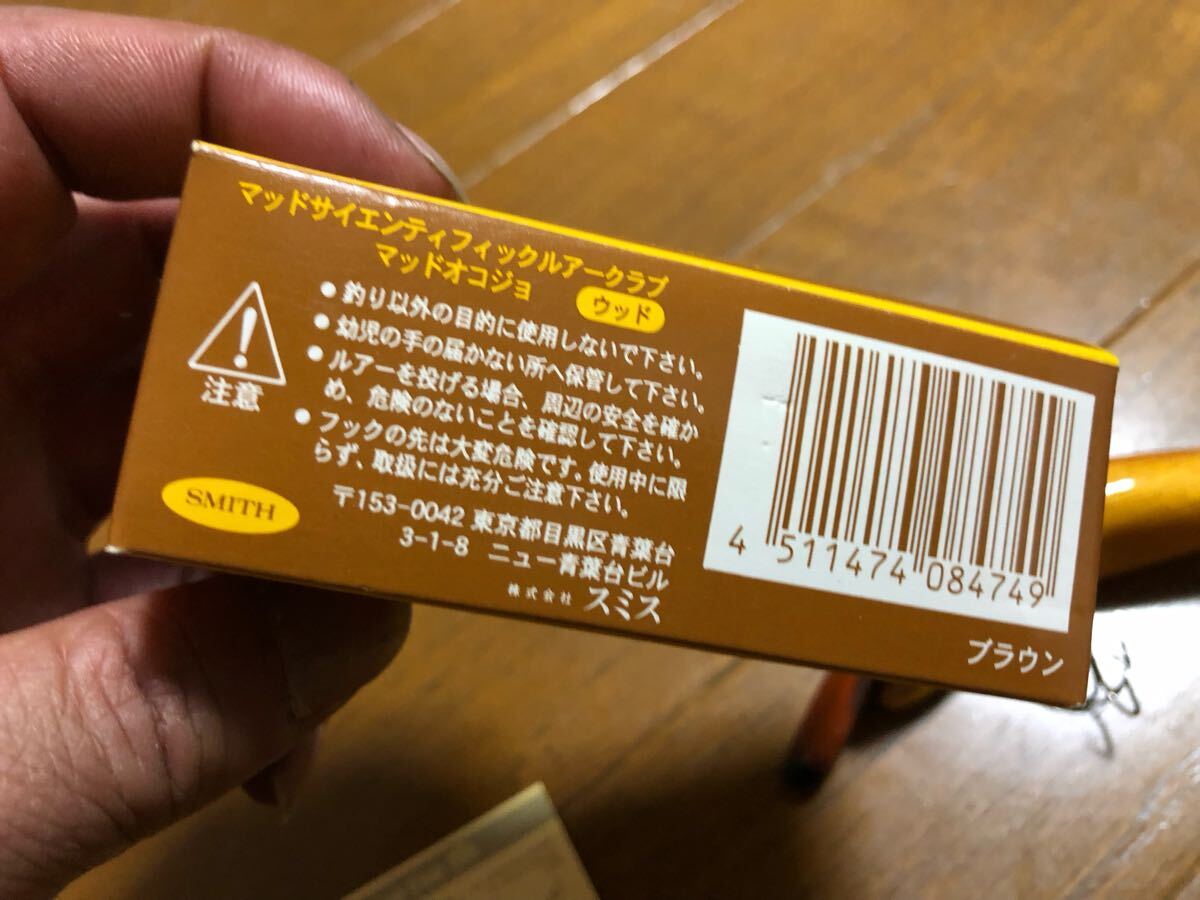 マッドサイエンティフィックルアークラブ
マッドオコジョ ウッド
注意
●釣り以外の目的に使用しないで下さい。
●幼児の手の届かない所へ保管して下さい。
●ルアーを投げる場合、周辺の安全を確か
め、危険のないことを確認して下さい。
●フックの先は大変危険です。使用中に限
らず、取扱には充分ご注意下さい。
SMITH
〒153-0042 東京都目黒区青葉台
3-1-8 ニュー青葉台ビル
株式会社 スミス
4 511474 084749
ブラウン